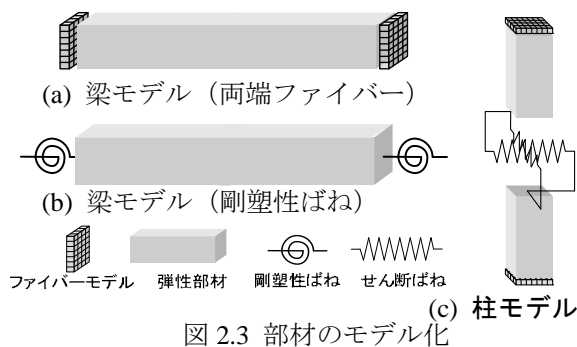 (a) 梁モデル（両端ファイバー）
(b) 梁モデル（剛塑性ばね）
ファイバーモデル 弾性部材 剛塑性ばね せん断ばね
(c) 柱モデル
図 2.3 部材のモデル化